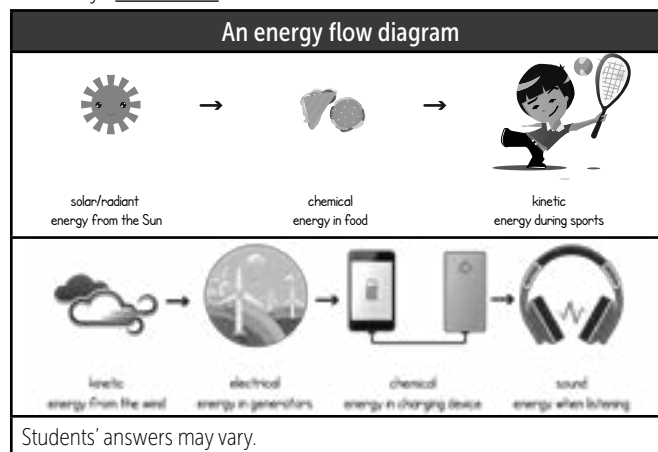 An energy flow diagram
solar/radiant
energy from the Sun
chemical
energy in food
kinetic
energy during sports
kinetic
energy from the wind
electrical
energy in generators
chemical
energy in charging device
sound
energy when listening
Students' answers may vary.